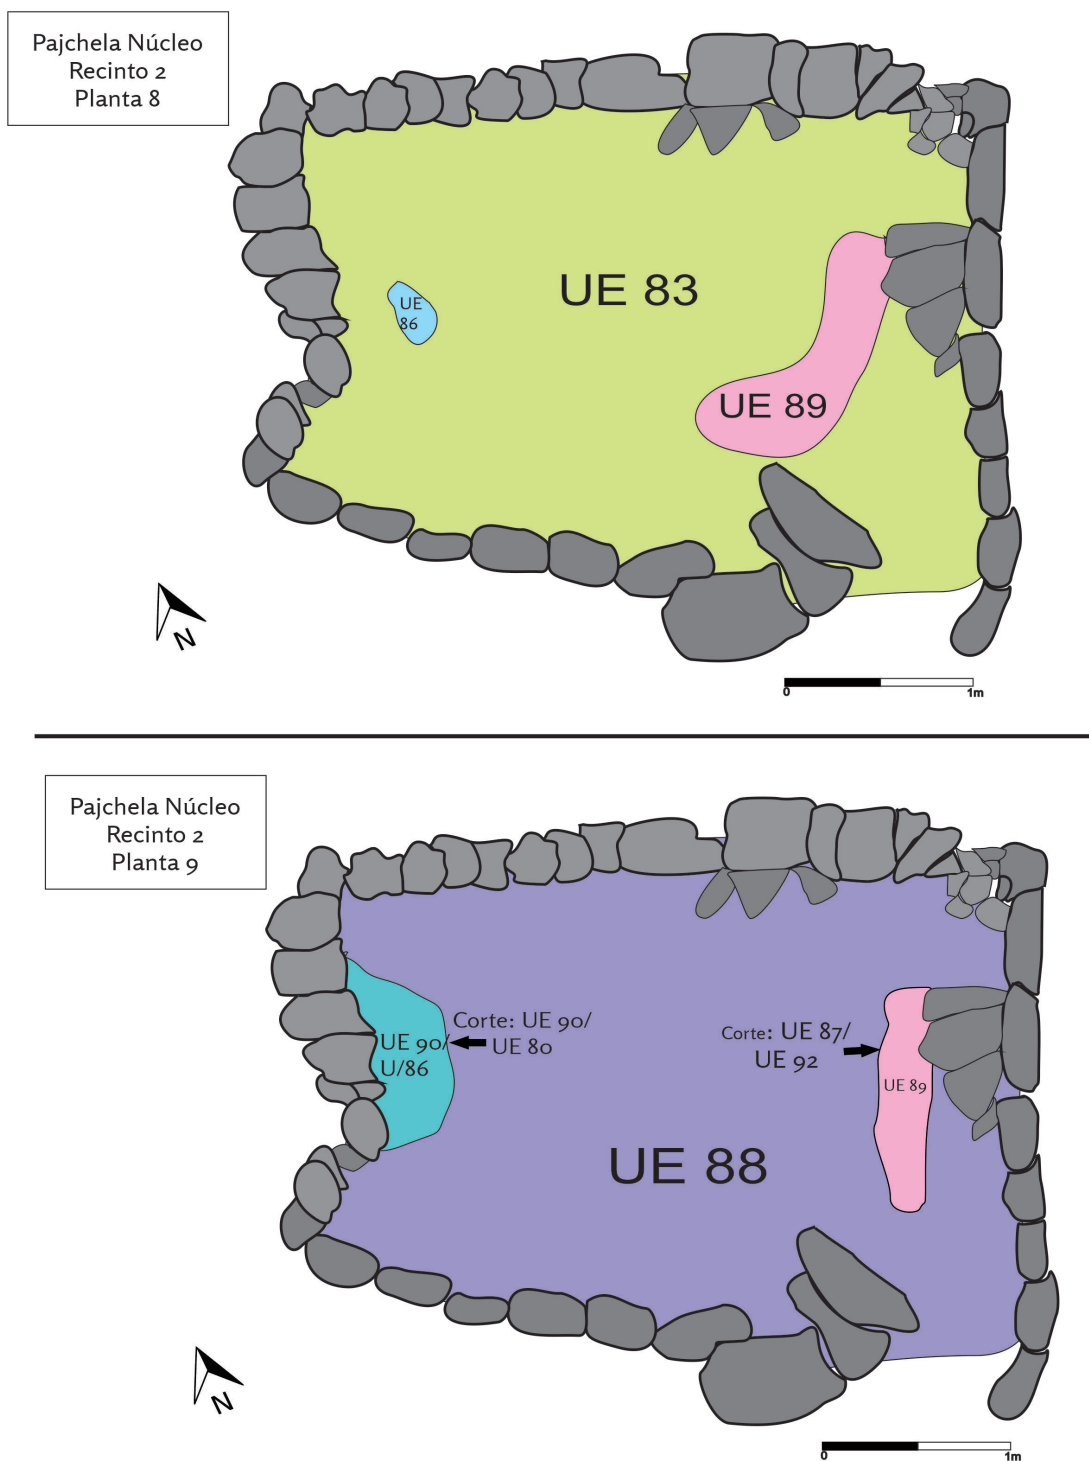 Pajchela Núcleo
Recinto 2
Planta 8
UE 83
UE
86
UE 89
N
0 1m
Pajchela Núcleo
Recinto 2
Planta 9
Corte: UE 90/
UE 80
UE 90/
U/86
Corte: UE 87/
UE 92
UE 89
UE 88
N
0 1m